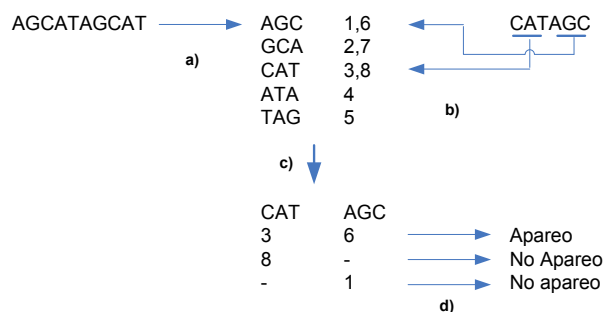 AGCATAGCAT AGC 1,6 CATAGC
GCA 2,7
a)
CAT 3,8
ATA 4
b)
TAG 5
c)
CAT AGC
3 6 Apareo
8 - No Apareo
- 1 No apareo
d)